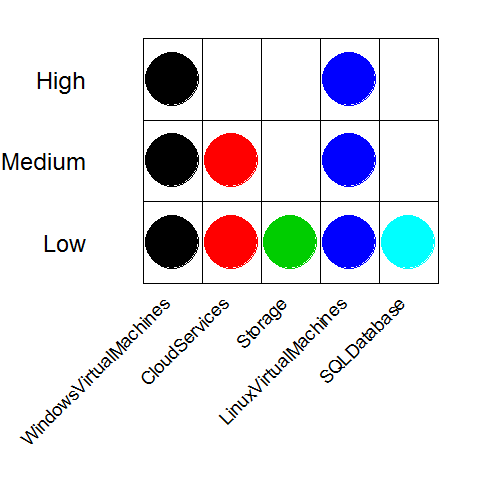 High
Medium
Low
WindowsVirtualMachines
CloudServices
Storage
LinuxVirtualMachines
SQLDatabase